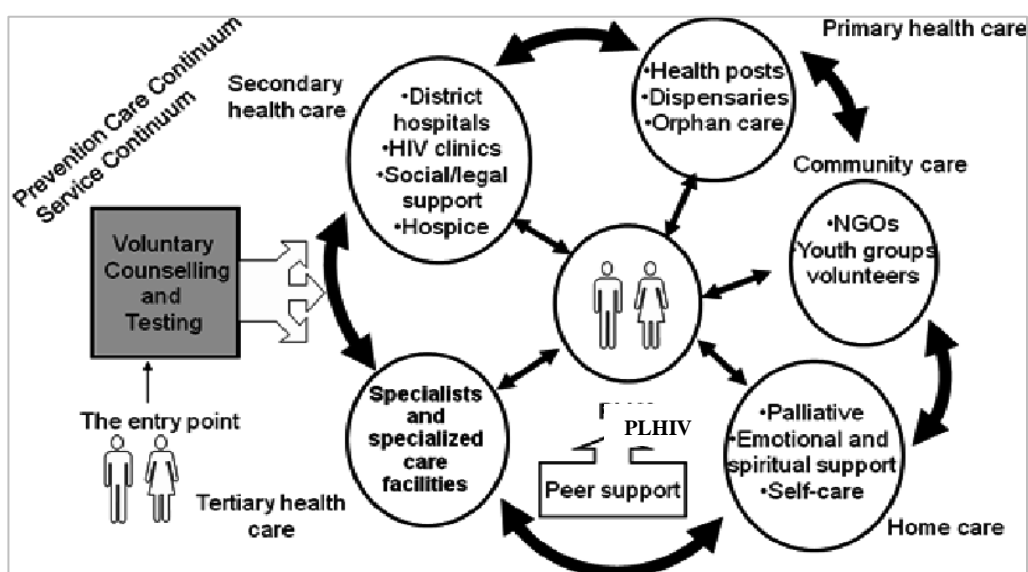 Prevention Care Continuum
Service Continuum
Primary health care
Secondary
health care
•District
hospitals
•HIV clinics
•Social/legal
support
•Hospice
•Health posts
•Dispensaries
•Orphan care
Community care
•NGOs
•Youth groups
volunteers
Voluntary
Counselling
and
Testing
The entry point
Specialists
and
specialized
care
facilities
Tertiary health
care
PLHIV
Peer support
•Palliative
•Emotional and
spiritual support
•Self-care
Home care